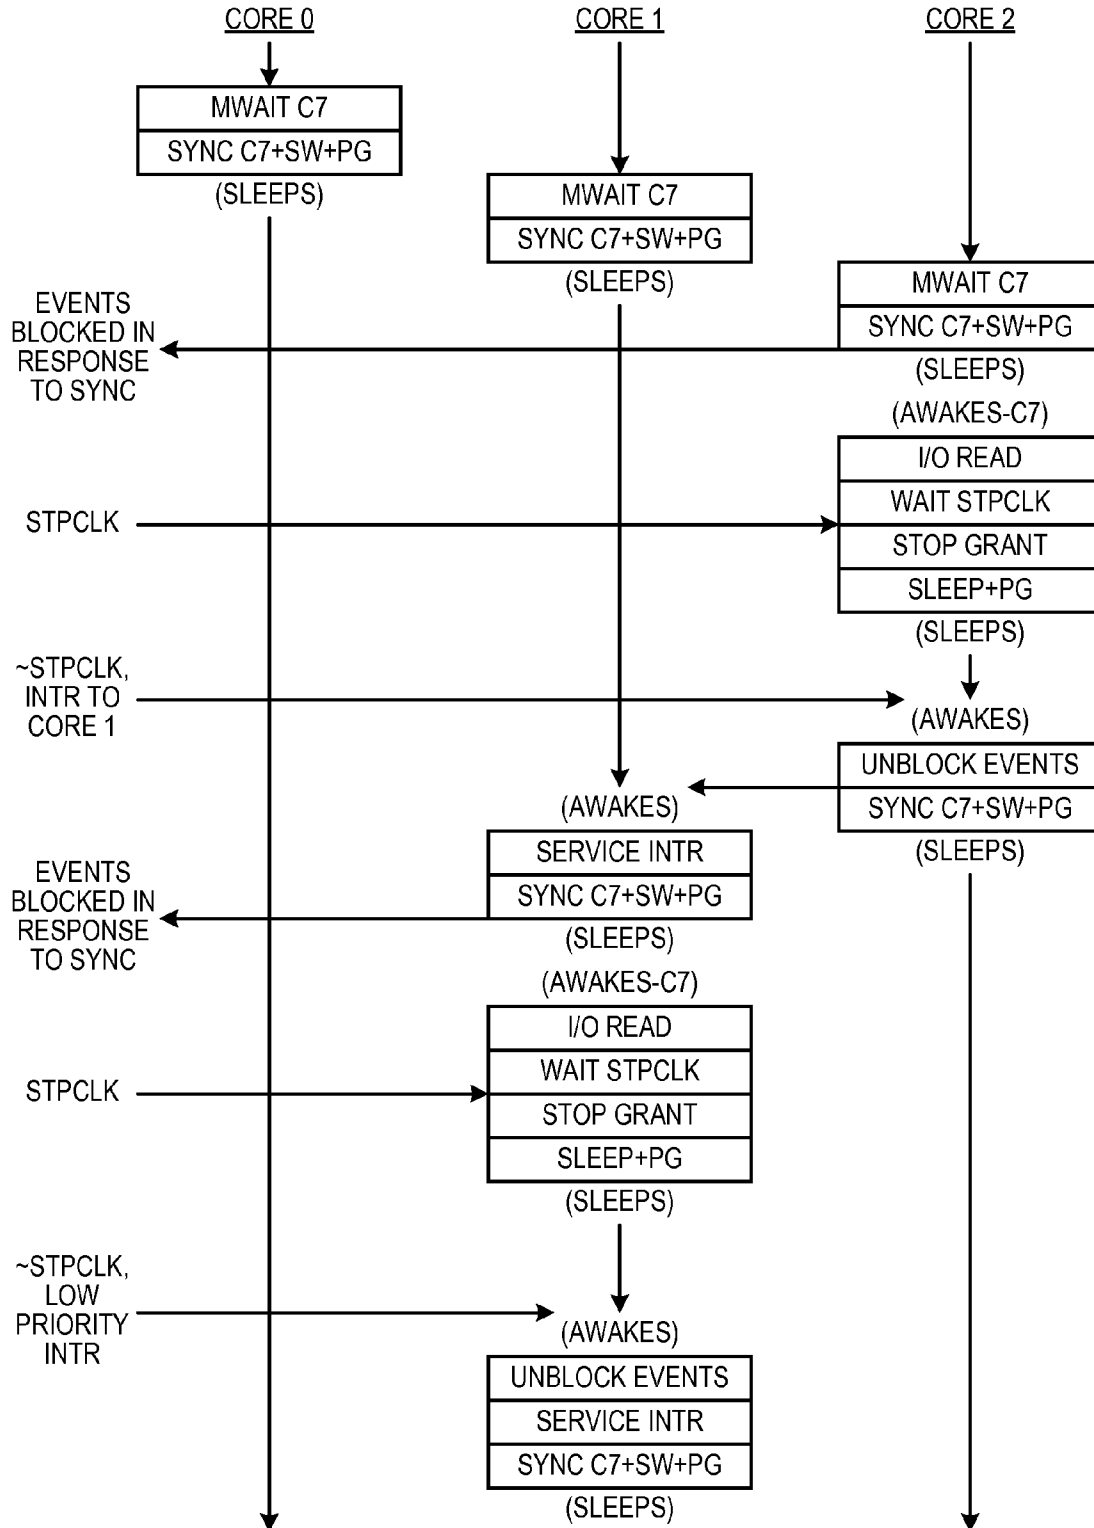 CORE 0
CORE 1
CORE 2
MWAIT C7
SYNC C7+SW+PG
(SLEEPS)
MWAIT C7
SYNC C7+SW+PG
(SLEEPS)
MWAIT C7
SYNC C7+SW+PG
(SLEEPS)
EVENTS
BLOCKED IN
RESPONSE
TO SYNC
(AWAKES-C7)
I/O READ
WAIT STPCLK
STPCLK
STOP GRANT
SLEEP+PG
(SLEEPS)
~STPCLK,
INTR TO
CORE 1
(AWAKES)
UNBLOCK EVENTS
SYNC C7+SW+PG
(SLEEPS)
(AWAKES)
SERVICE INTR
SYNC C7+SW+PG
(SLEEPS)
EVENTS
BLOCKED IN
RESPONSE
TO SYNC
(AWAKES-C7)
I/O READ
WAIT STPCLK
STPCLK
STOP GRANT
SLEEP+PG
(SLEEPS)
~STPCLK,
LOW
PRIORITY
INTR
(AWAKES)
UNBLOCK EVENTS
SERVICE INTR
SYNC C7+SW+PG
(SLEEPS)